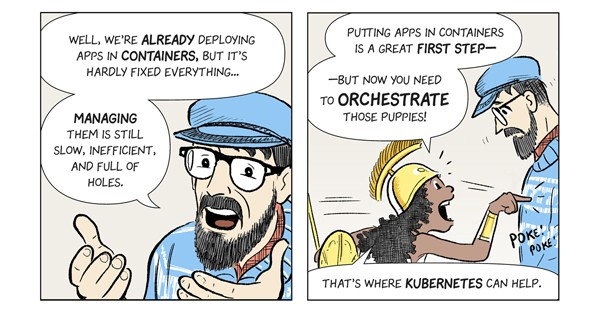 WELL, WE'RE ALREADY DEPLOYING
APPS IN CONTAINERS, BUT IT'S
HARDLY FIXED EVERYTHING...
MANAGING
THEM IS STILL
SLOW, INEFFICIENT,
AND FULL OF
HOLES.
PUTTING APPS IN CONTAINERS
IS A GREAT FIRST STEP—
—BUT NOW YOU NEED
TO ORCHESTRATE
THOSE PUPPIES!
POKE!
POKE!
THAT'S WHERE KUBERNETES CAN HELP.